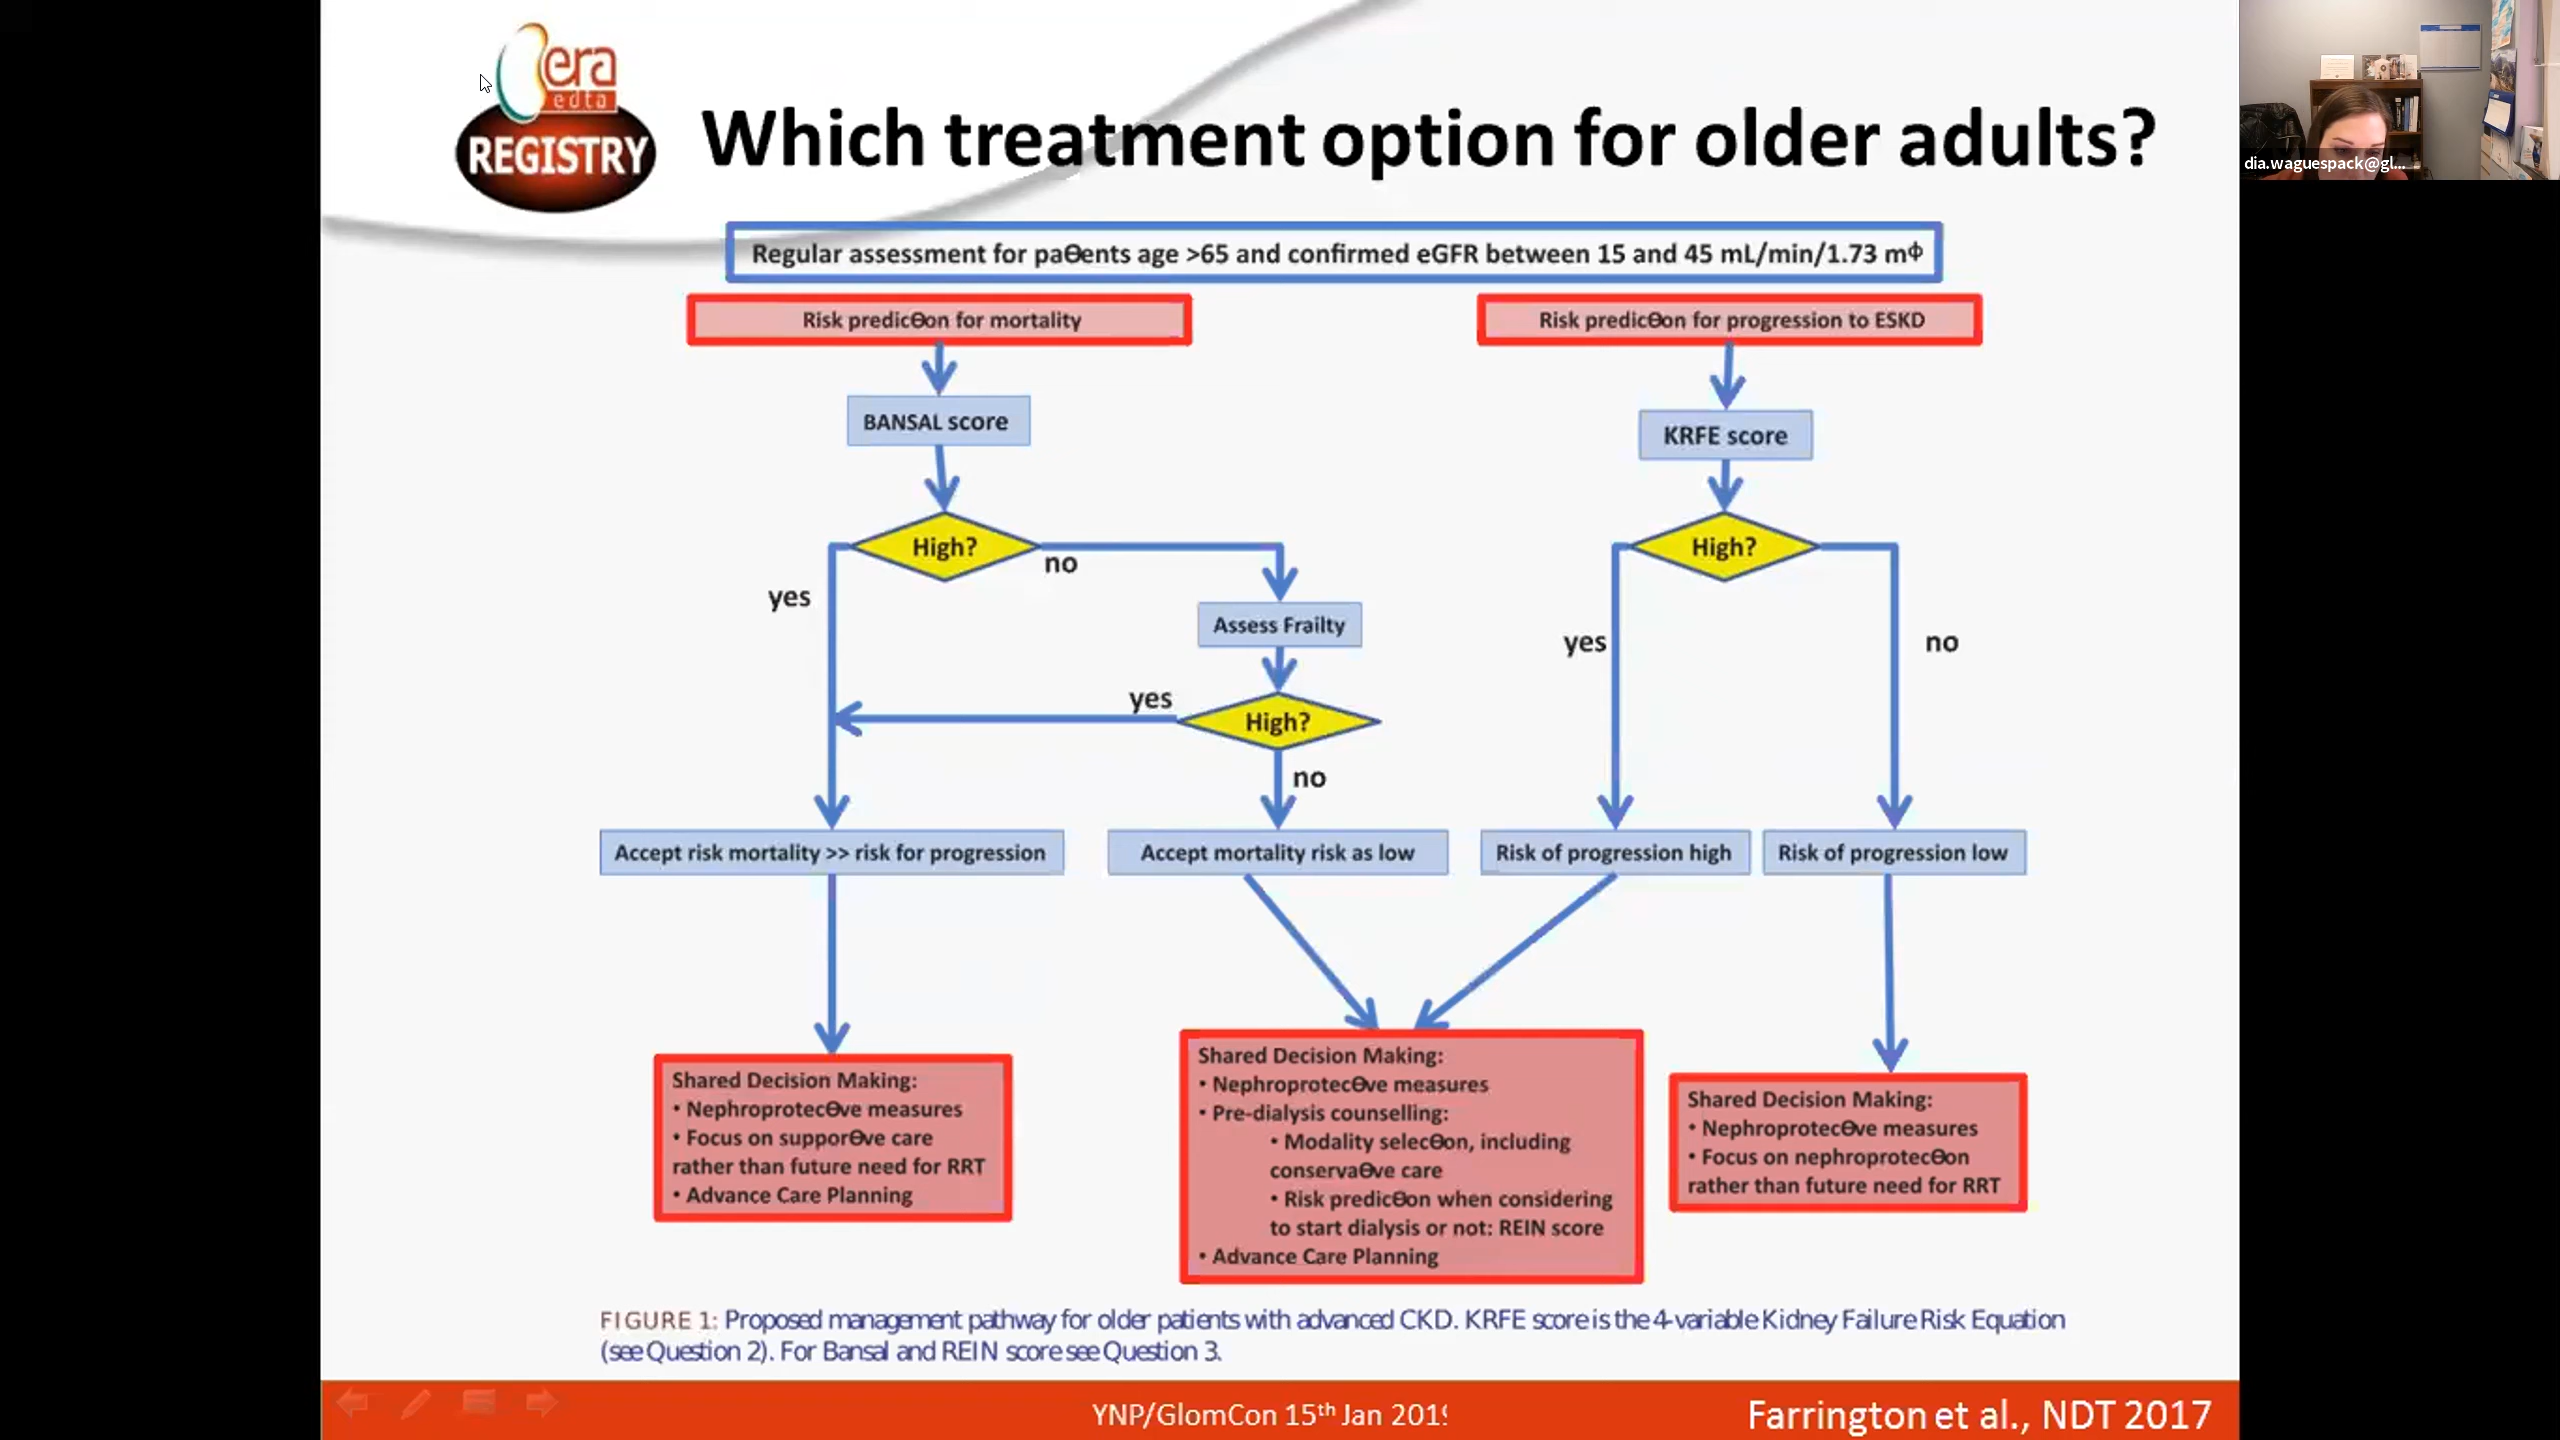 era
edta
REGISTRY
Which treatment option for older adults?
dia.waguespack@gl...
Regular assessment for paƟents age >65 and confirmed eGFR between 15 and 45 mL/min/1.73 mɸ
Risk predicƟon for mortality
Risk predicƟon for progression to ESKD
BANSAL score
KRFE score
High?
no
yes
High?
yes
no
Assess Frailty
yes
High?
no
Accept risk mortality >> risk for progression
Accept mortality risk as low
Risk of progression high
Risk of progression low
Shared Decision Making:
• NephroprotecƟve measures
• Focus on supporƟve care
rather than future need for RRT
• Advance Care Planning
Shared Decision Making:
• NephroprotecƟve measures
• Pre-dialysis counselling:
• Modality selecƟon, including
conservaƟve care
• Risk predicƟon when considering
to start dialysis or not: REIN score
• Advance Care Planning
Shared Decision Making:
• NephroprotecƟve measures
• Focus on nephroprotecƟon
rather than future need for RRT
FIGURE 1: Proposed management pathway for older patients with advanced CKD. KRFE score is the 4-variable Kidney Failure Risk Equation
(see Question 2). For Bansal and REIN score see Question 3.
YNP/GlomCon 15th Jan 2019
Farrington et al., NDT 2017